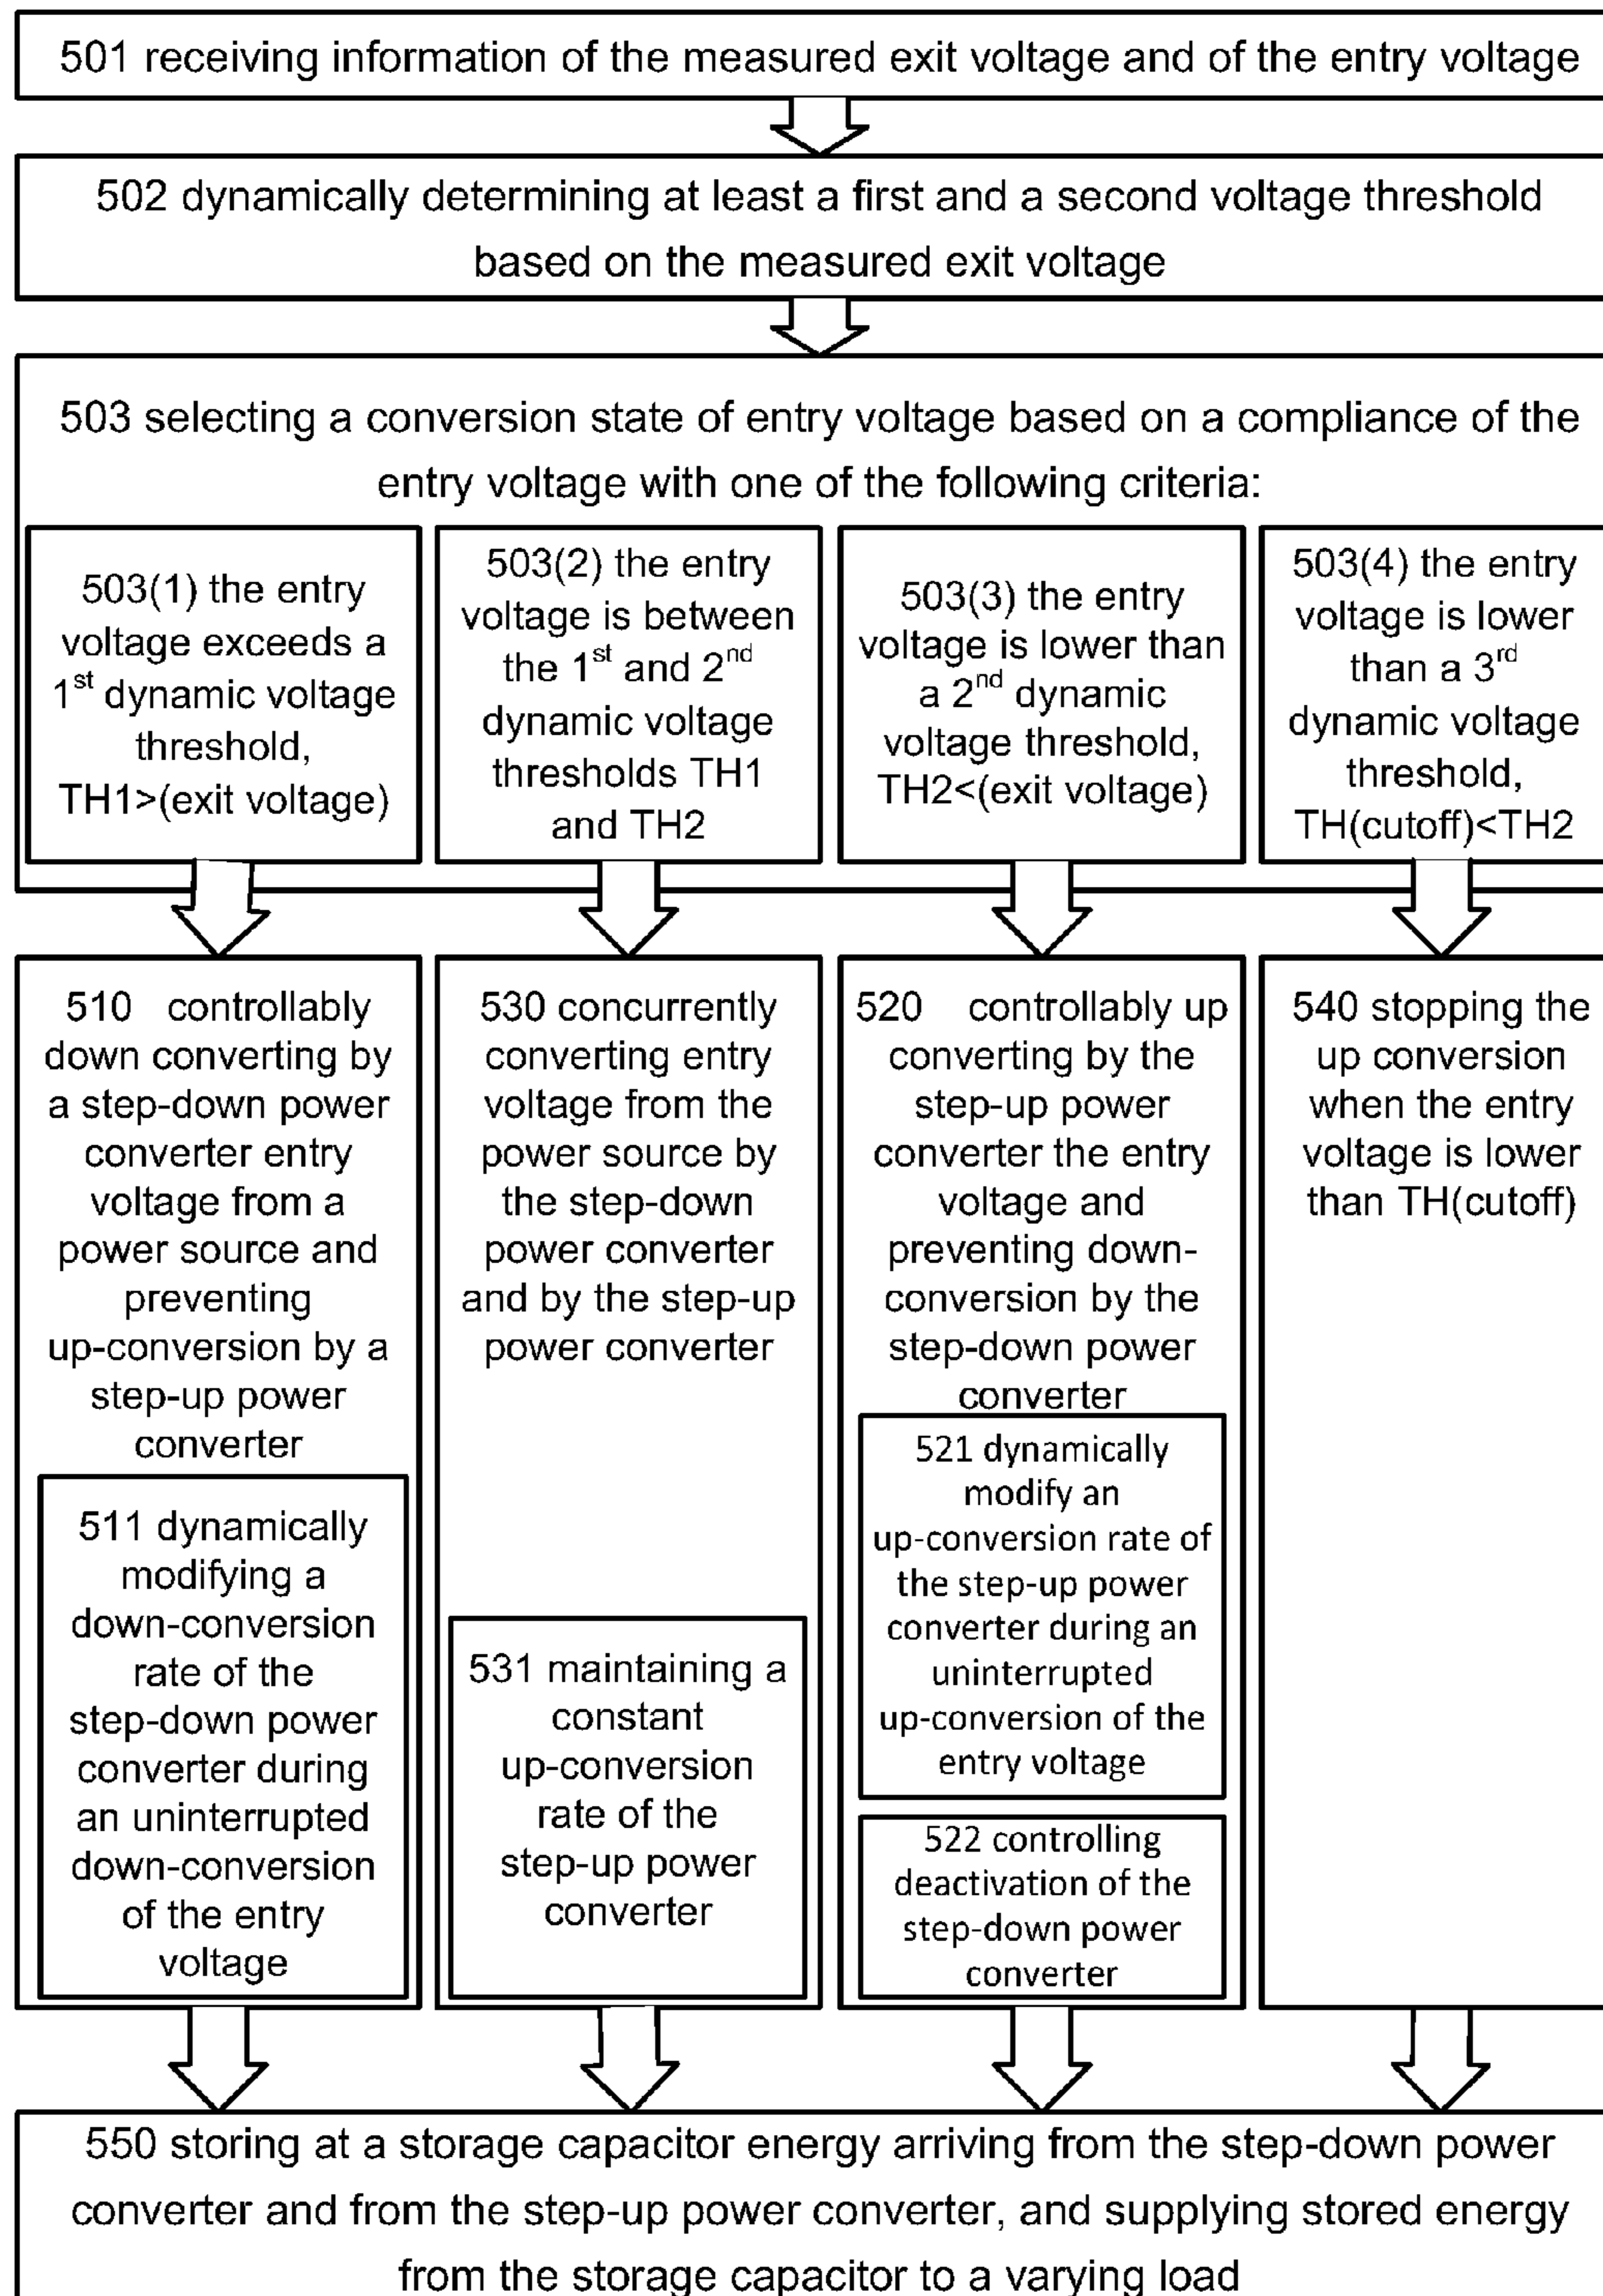 501 receiving information of the measured exit voltage and of the entry voltage
502 dynamically determining at least a first and a second voltage threshold
based on the measured exit voltage
503 selecting a conversion state of entry voltage based on a compliance of the
entry voltage with one of the following criteria:
503(1) the entry
voltage exceeds a
1st dynamic voltage
threshold,
TH1>(exit voltage)
503(2) the entry
voltage is between
the 1st and 2nd
dynamic voltage
thresholds TH1
and TH2
503(3) the entry
voltage is lower than
a 2nd dynamic
voltage threshold,
TH2<(exit voltage)
503(4) the entry
voltage is lower
than a 3rd
dynamic voltage
threshold,
TH(cutoff)<TH2
510 controllably
down converting by
a step-down power
converter entry
voltage from a
power source and
preventing
up-conversion by a
step-up power
converter
511 dynamically
modifying a
down-conversion
rate of the
step-down power
converter during
an uninterrupted
down-conversion
of the entry
voltage
530 concurrently
converting entry
voltage from the
power source by
the step-down
power converter
and by the step-up
power converter
531 maintaining a
constant
up-conversion
rate of the
step-up power
converter
520 controllably up
converting by the
step-up power
converter the entry
voltage and
preventing down-
conversion by the
step-down power
converter
521 dynamically
modify an
up-conversion rate of
the step-up power
converter during an
uninterrupted
up-conversion of the
entry voltage
522 controlling
deactivation of the
step-down power
converter
540 stopping the
up conversion
when the entry
voltage is lower
than TH(cutoff)
550 storing at a storage capacitor energy arriving from the step-down power
converter and from the step-up power converter, and supplying stored energy
from the storage capacitor to a varying load